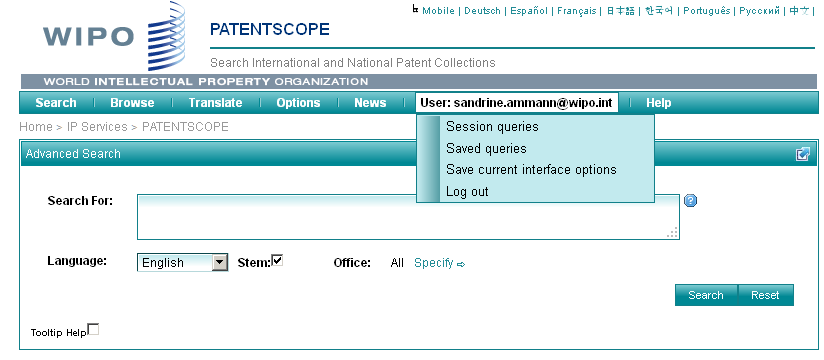 Mobile | Deutsch | Español | Français | 日本語 | 한국어 | Português | Русский | 中文 |
WIPO
PATENTSCOPE
Search International and National Patent Collections
WORLD INTELLECTUAL PROPERTY ORGANIZATION
Search | Browse | Translate | Options | News | User: sandrine.ammann@wipo.int | Help
Session queries
Saved queries
Save current interface options
Log out
Home > IP Services > PATENTSCOPE
Advanced Search
Search For:
Language: English Stem: Office: All Specify ⇨
Search Reset
Tooltip Help